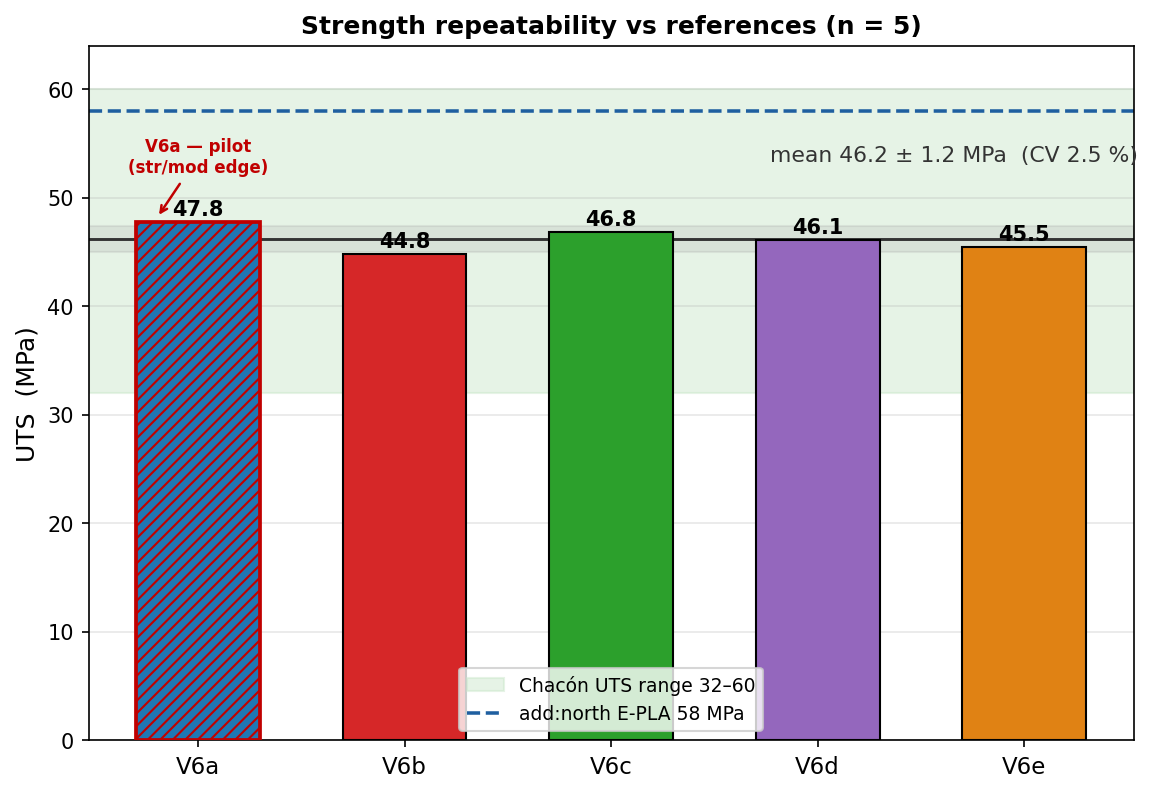 Strength repeatability vs references (n = 5)
UTS (MPa)
60
50
40
30
20
10
0
V6a — pilot
(str/mod edge)
mean 46.2 ± 1.2 MPa (CV 2.5 %)
47.8
44.8
46.8
46.1
45.5
Chacón UTS range 32–60
add:north E-PLA 58 MPa
V6a
V6b
V6c
V6d
V6e